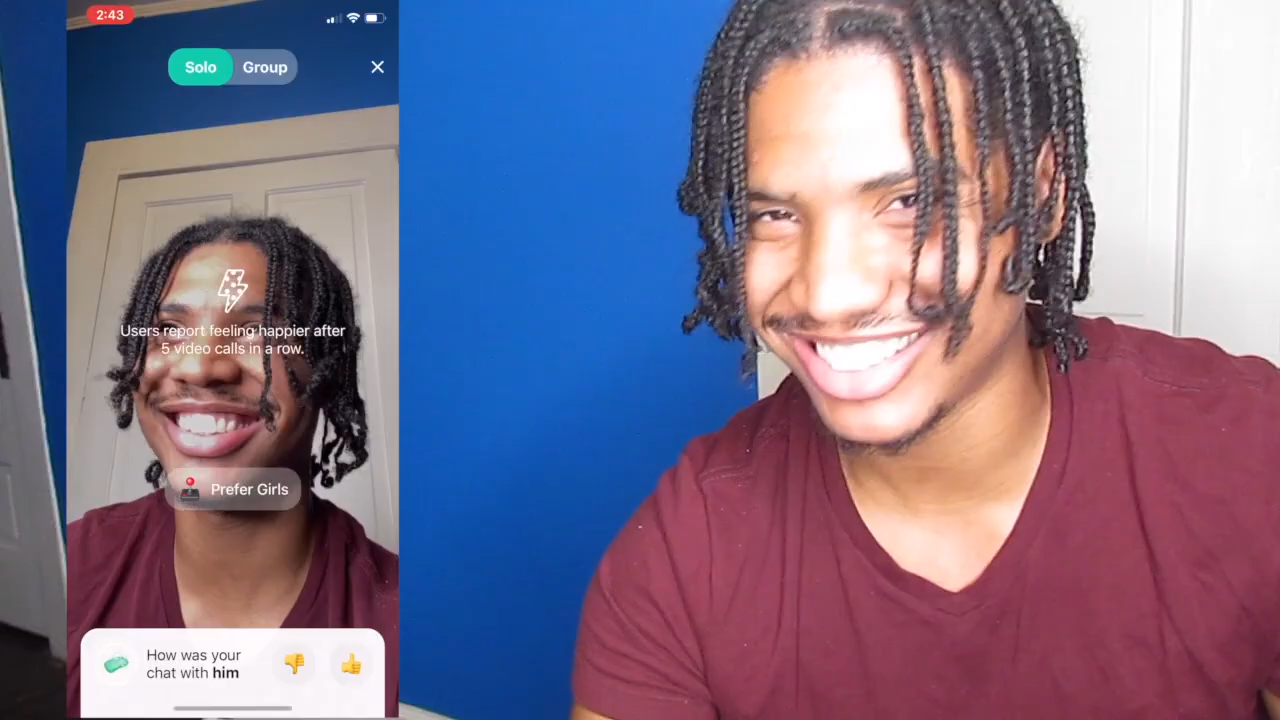 2:43
Solo Group
Users report feeling happier after
5 video calls in a row.
Prefer Girls
How was your
chat with him